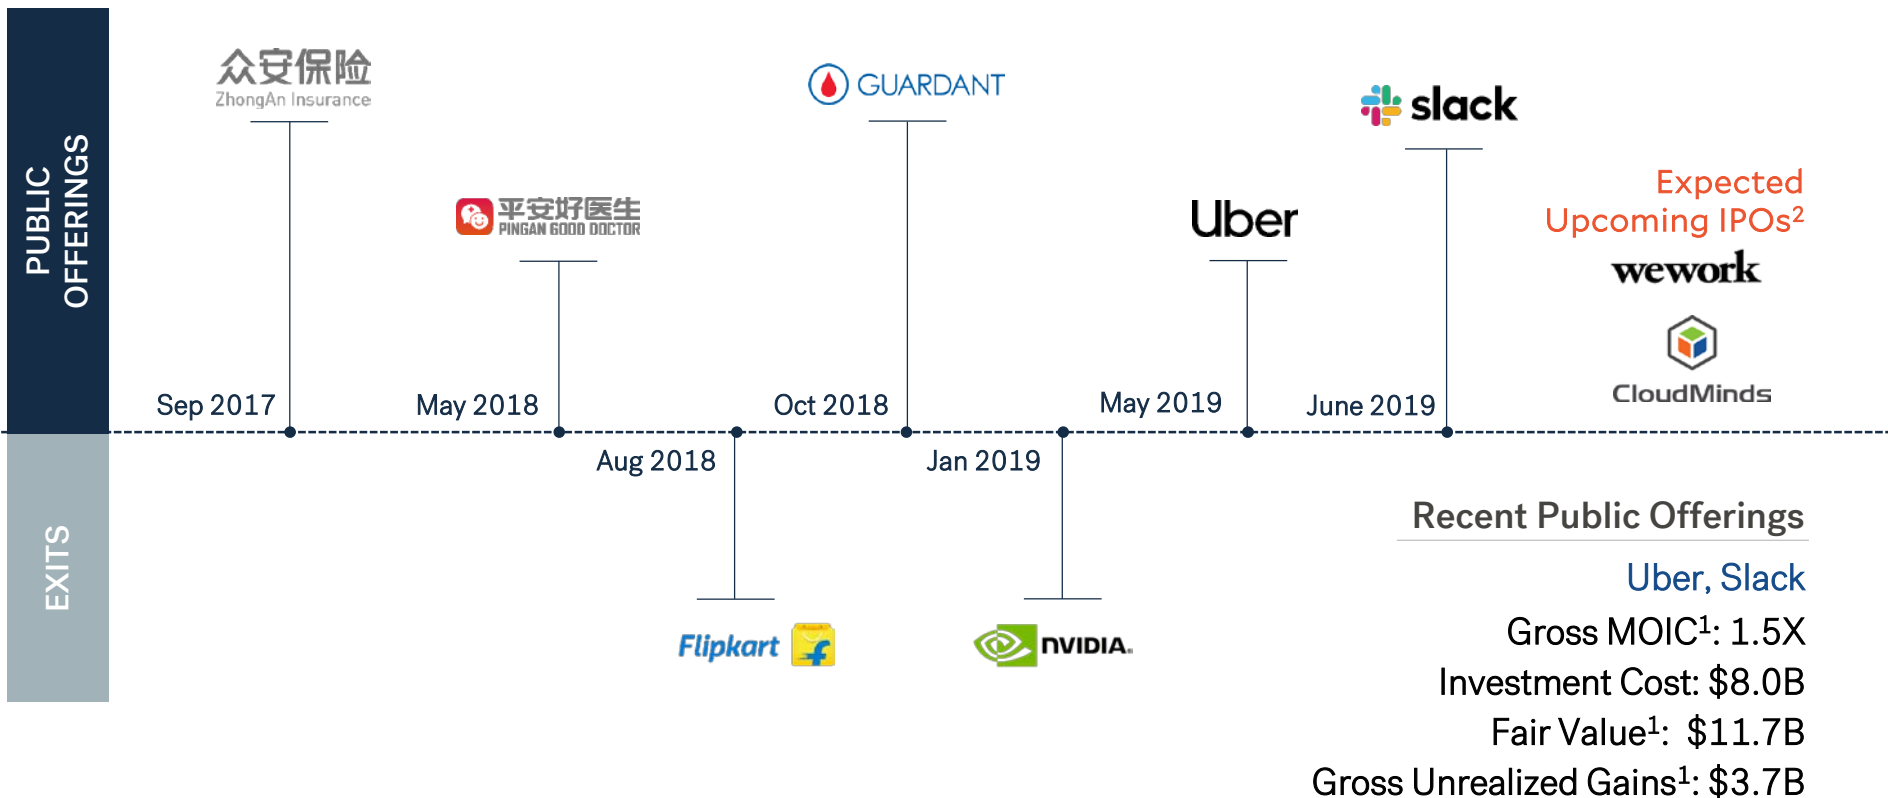 PUBLIC
OFFERINGS
众安保险
ZhongAn Insurance
平安好医生
PINGAN GOOD DOCTOR
GUARDANT
Uber
slack
Expected
Upcoming IPOs²
wework
CloudMinds
Sep 2017
May 2018
Oct 2018
May 2019
June 2019
EXITS
Aug 2018
Jan 2019
Flipkart
nVIDIA.
Recent Public Offerings
Uber, Slack
Gross MOIC¹: 1.5X
Investment Cost: $8.0B
Fair Value¹: $11.7B
Gross Unrealized Gains¹: $3.7B